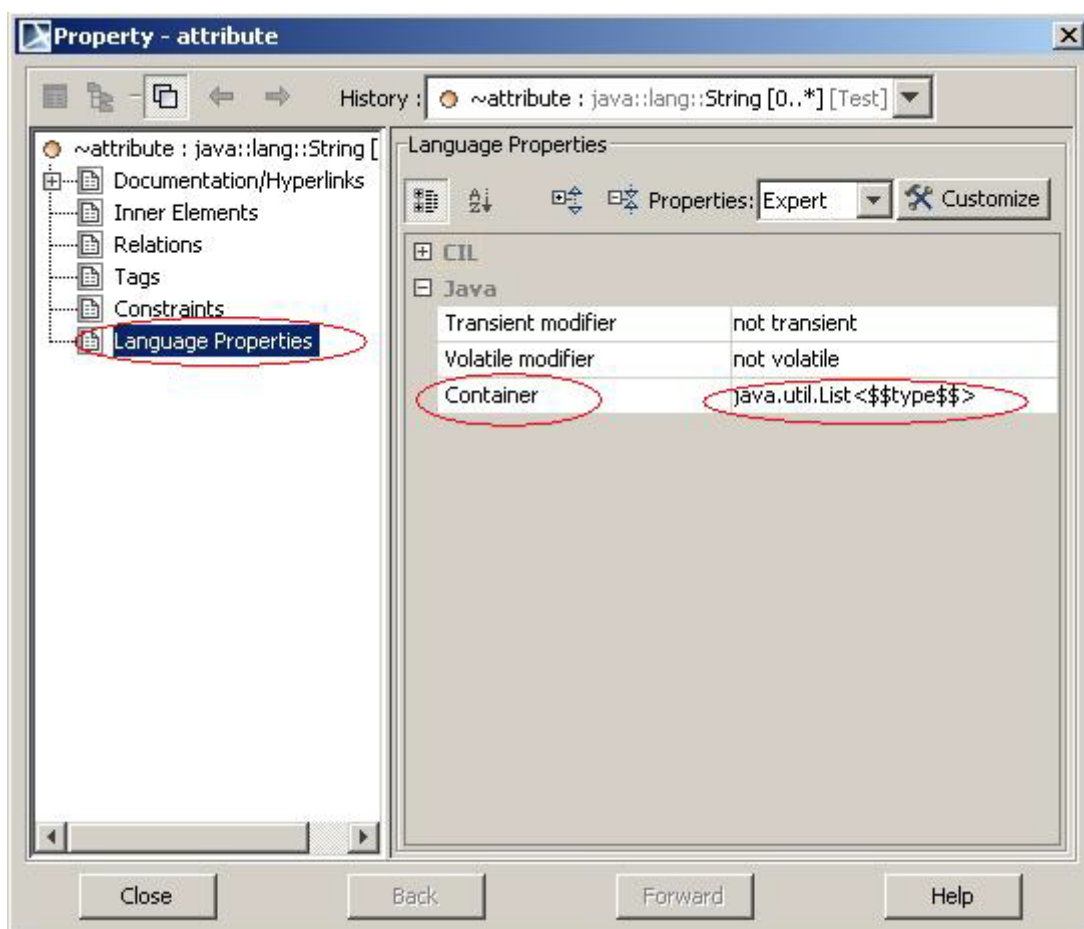 Property - attribute
History : ~attribute : java::lang::String [0..*] [Test]
~attribute : java::lang::String [
Documentation/Hyperlinks
Inner Elements
Relations
Tags
Constraints
Language Properties
Language Properties
Properties: Expert Customize
CIL
Java
Transient modifier not transient
Volatile modifier not volatile
Container java.util.List<$$type$$>
Close Back Forward Help